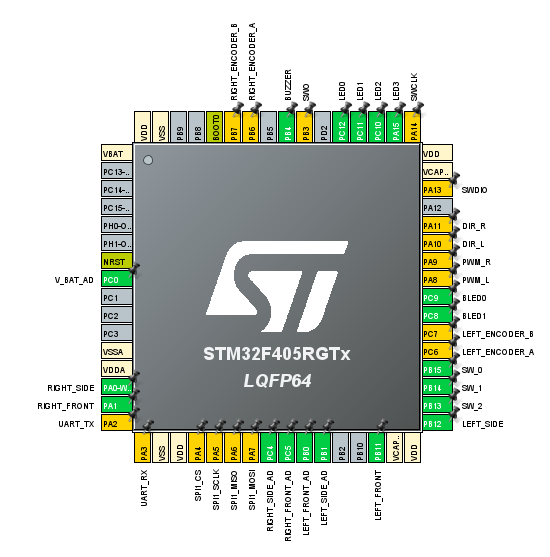 RIGHT_ENCODER_B
RIGHT_ENCODER_A
BUZZER
SWO
LED0
LED1
LED2
LED3
SWCLK
VDD
VSS
PB9
PB8
BOOT0
PB7
PB6
PB5
PB4
PB3
PD2
PC12
PC11
PC10
PA15
PA14
VBAT
PC13-..
PC14-..
PC15-..
PH0-O..
PH1-O..
NRST
V_BAT_AD PC0
PC1
PC2
PC3
VSSA
VDDA
RIGHT_SIDE PA0-W..
RIGHT_FRONT PA1
UART_TX PA2
ST
STM32F405RGTx
LQFP64
VDD
VCAP..
PA13 SWDIO
PA12
PA11 DIR_R
PA10 DIR_L
PA9 PWM_R
PA8 PWM_L
PC9 BLED0
PC8 BLED1
PC7 LEFT_ENCODER_B
PC6 LEFT_ENCODER_A
PB15 SW_0
PB14 SW_1
PB13 SW_2
PB12 LEFT_SIDE
PA3
VSS
VDD
PA4
PA5
PA6
PA7
PC4
PC5
PB0
PB1
PB2
PB10
PB11
VCAP..
VDD
UART_RX
SPI1_CS
SPI1_SCLK
SPI1_MISO
SPI1_MOSI
RIGHT_SIDE_AD
RIGHT_FRONT_AD
LEFT_FRONT_AD
LEFT_SIDE_AD
LEFT_FRONT